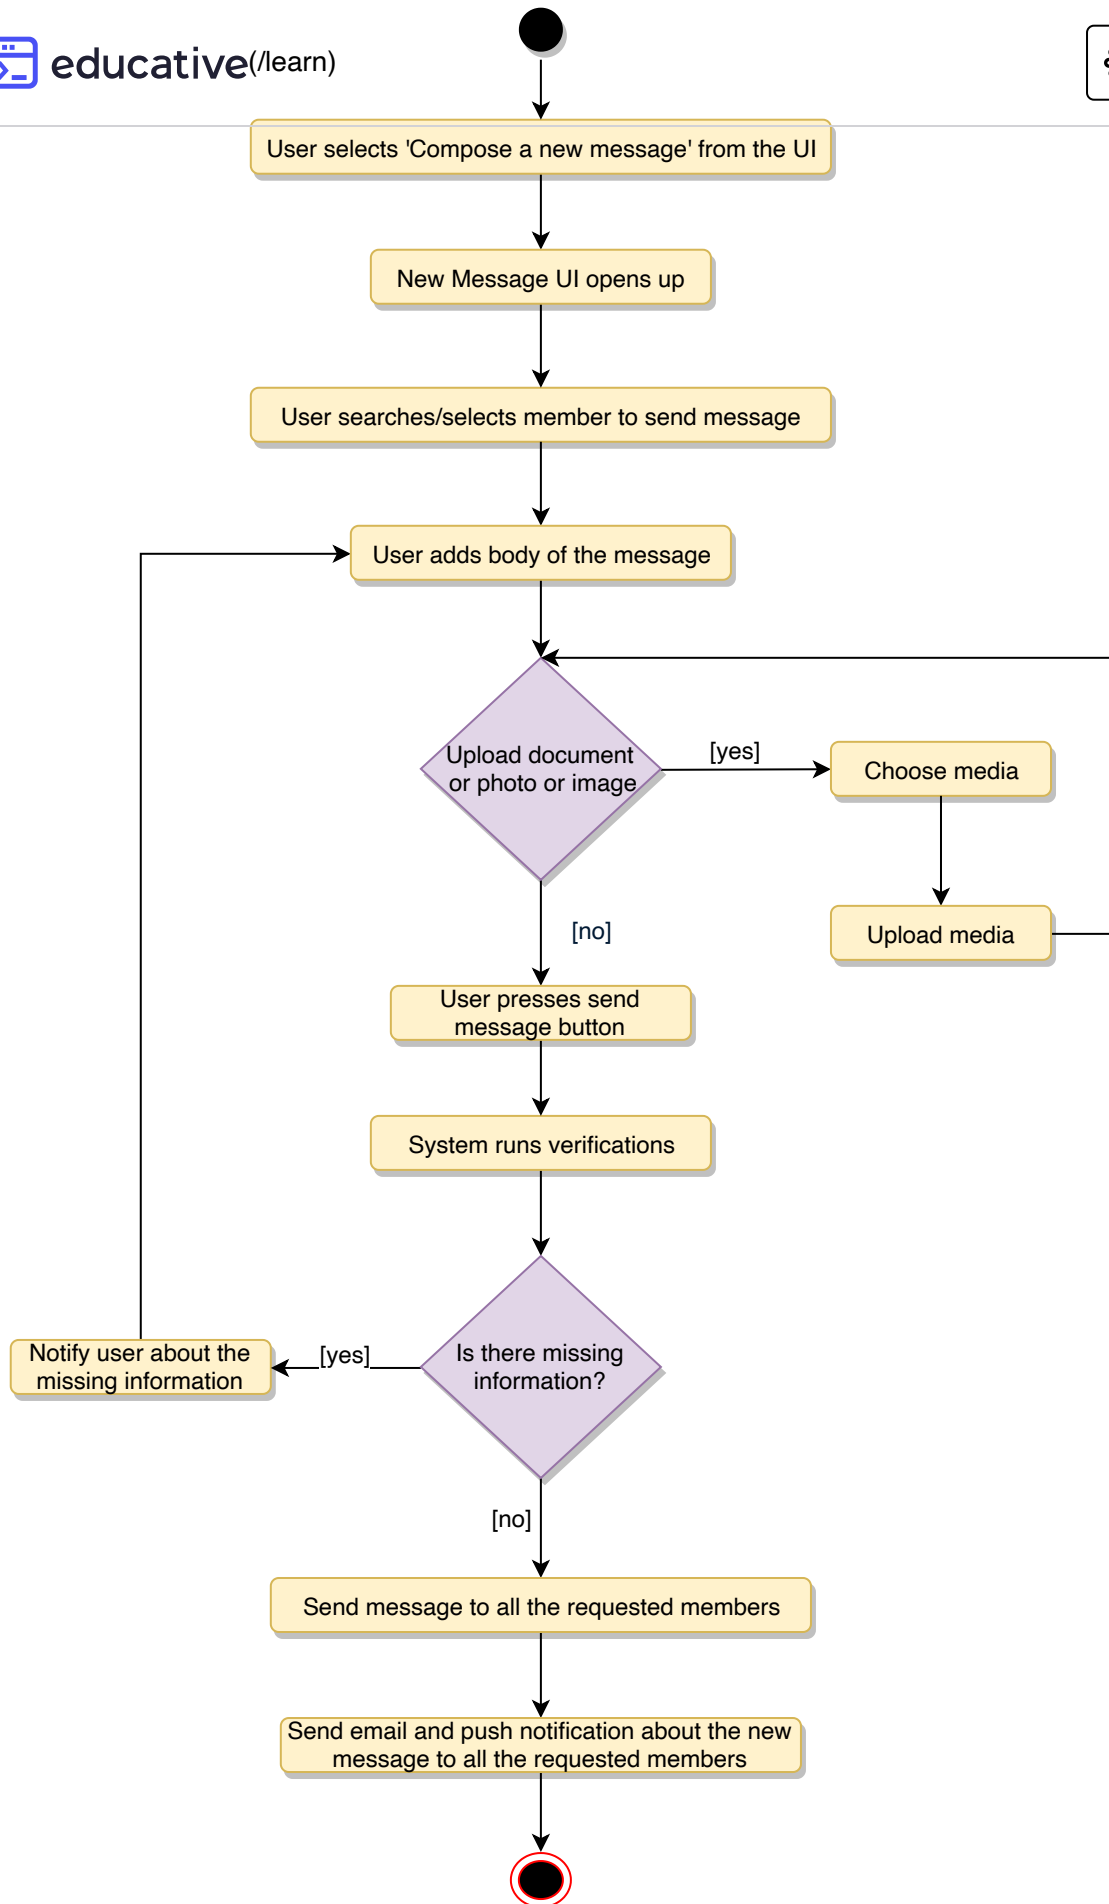 educative(/learn)
User selects 'Compose a new message' from the UI
New Message UI opens up
User searches/selects member to send message
User adds body of the message
Upload document
or photo or image
[yes]
Choose media
[no]
Upload media
User presses send
message button
System runs verifications
Is there missing
information?
[yes]
Notify user about the
missing information
[no]
Send message to all the requested members
Send email and push notification about the new
message to all the requested members